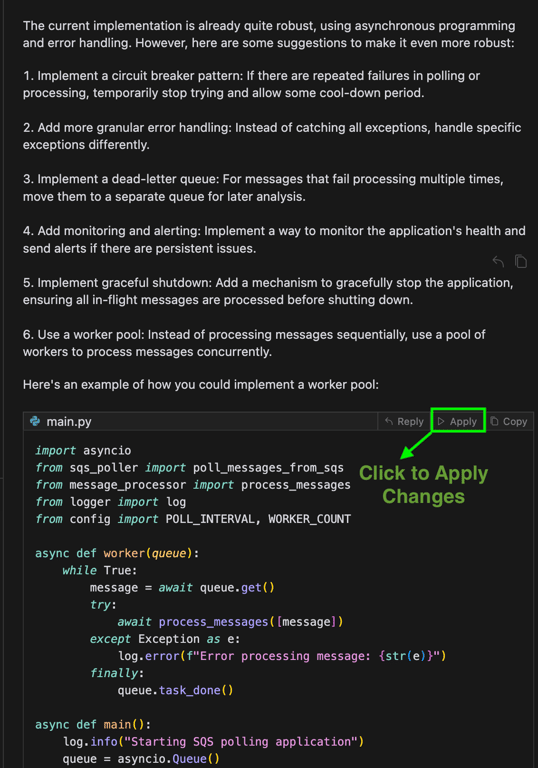 The current implementation is already quite robust, using asynchronous programming
and error handling. However, here are some suggestions to make it even more robust:
1. Implement a circuit breaker pattern: If there are repeated failures in polling or
processing, temporarily stop trying and allow some cool-down period.
2. Add more granular error handling: Instead of catching all exceptions, handle specific
exceptions differently.
3. Implement a dead-letter queue: For messages that fail processing multiple times,
move them to a separate queue for later analysis.
4. Add monitoring and alerting: Implement a way to monitor the application's health and
send alerts if there are persistent issues.
5. Implement graceful shutdown: Add a mechanism to gracefully stop the application,
ensuring all in-flight messages are processed before shutting down.
6. Use a worker pool: Instead of processing messages sequentially, use a pool of
workers to process messages concurrently.
Here's an example of how you could implement a worker pool:
main.py Reply Apply Copy
import asyncio
from sqs_poller import poll_messages_from_sqs
from message_processor import process_messages
from logger import log
from config import POLL_INTERVAL, WORKER_COUNT
Click to Apply
Changes
async def worker(queue):
while True:
message = await queue.get()
try:
await process_messages([message])
except Exception as e:
log.error(f"Error processing message: {str(e)}")
finally:
queue.task_done()
async def main():
log.info("Starting SQS polling application")
queue = asyncio.Queue()